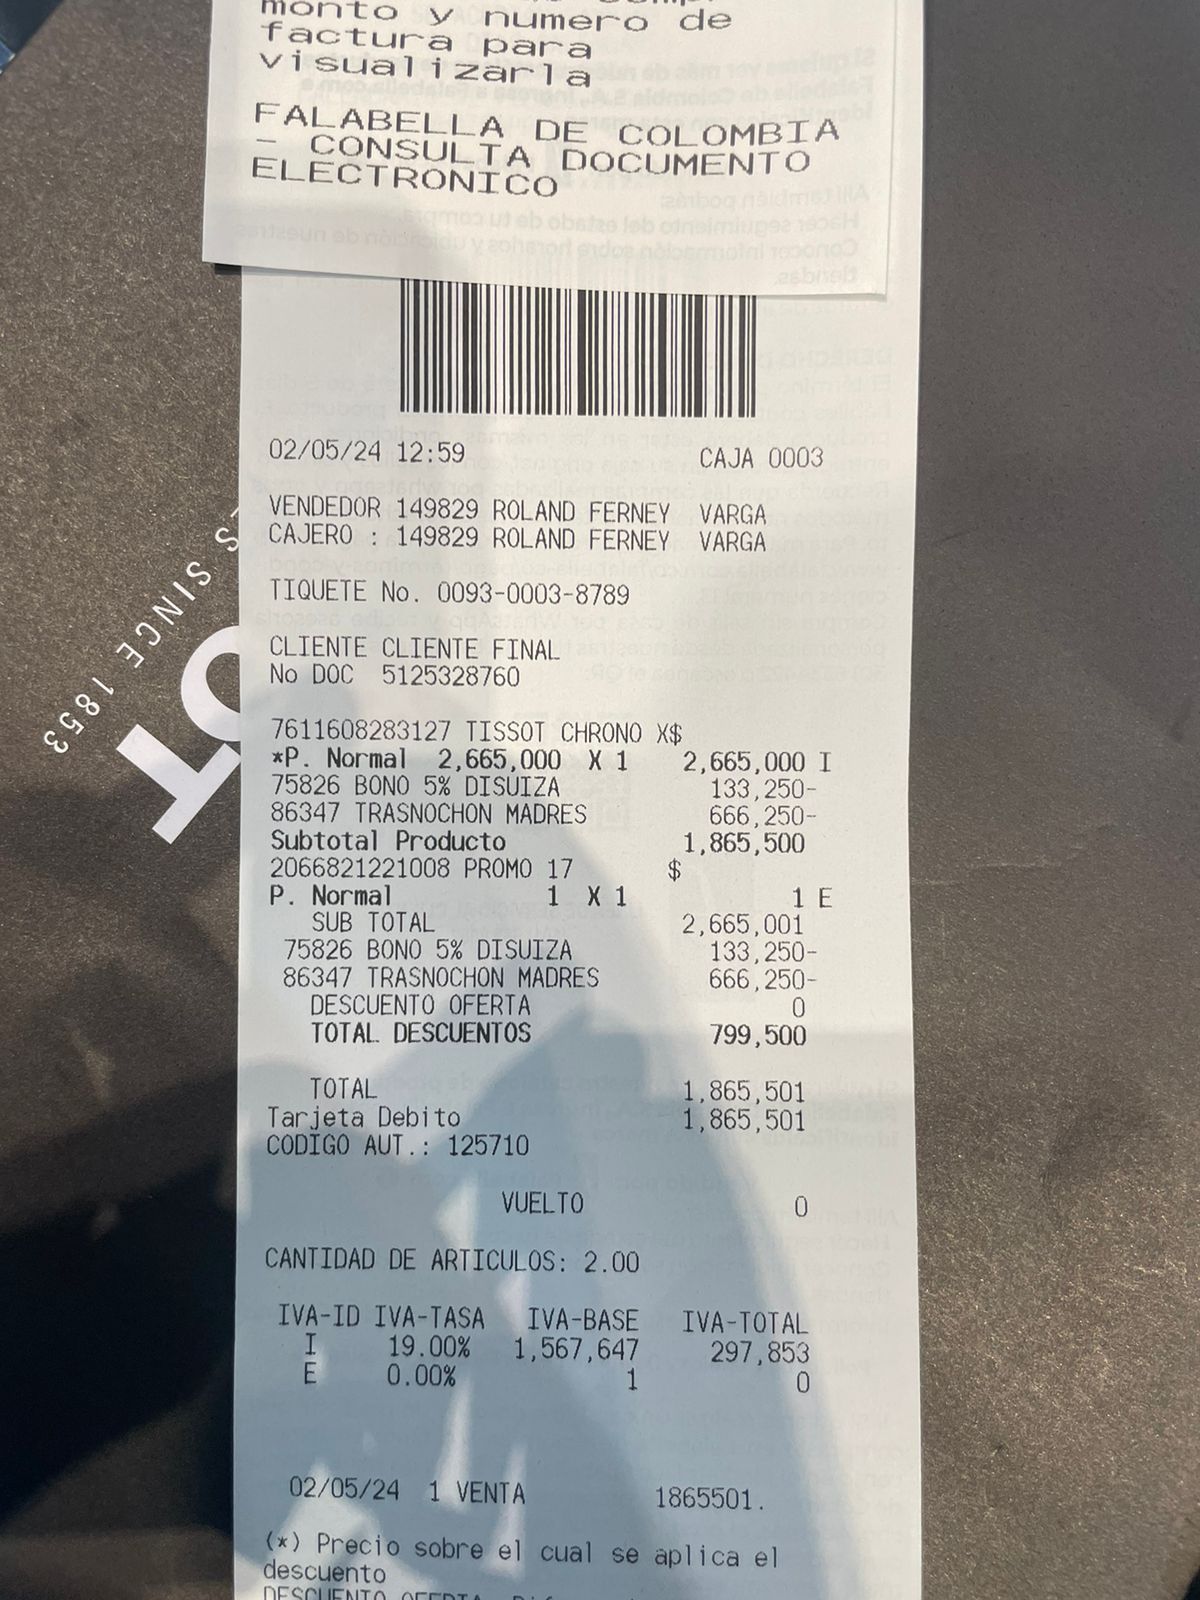 monto y numero de
factura para
visualizarla
FALABELLA DE COLOMBIA
- CONSULTA DOCUMENTO
ELECTRONICO
02/05/24 12:59 CAJA 0003
VENDEDOR 149829 ROLAND FERNEY VARGA
CAJERO : 149829 ROLAND FERNEY VARGA
TIQUETE No. 0093-0003-8789
CLIENTE CLIENTE FINAL
No DOC 5125328760
7611608283127 TISSOT CHRONO X$
*P. Normal 2,665,000 X 1 2,665,000 I
75826 BONO 5% DISUIZA 133,250-
86347 TRASNOCHON MADRES 666,250-
Subtotal Producto 1,865,500
2066821221008 PROMO 17 $
P. Normal 1 X 1 1 E
SUB TOTAL 2,665,001
75826 BONO 5% DISUIZA 133,250-
86347 TRASNOCHON MADRES 666,250-
DESCUENTO OFERTA 0
TOTAL DESCUENTOS 799,500
TOTAL 1,865,501
Tarjeta Debito 1,865,501
CODIGO AUT.: 125710
VUELTO 0
CANTIDAD DE ARTICULOS: 2.00
IVA-ID IVA-TASA IVA-BASE IVA-TOTAL
I 19.00% 1,567,647 297,853
E 0.00% 1 0
02/05/24 1 VENTA 1865501.
(*) Precio sobre el cual se aplica el
descuento
DESCUENTO OFERTA
SINCE 1853